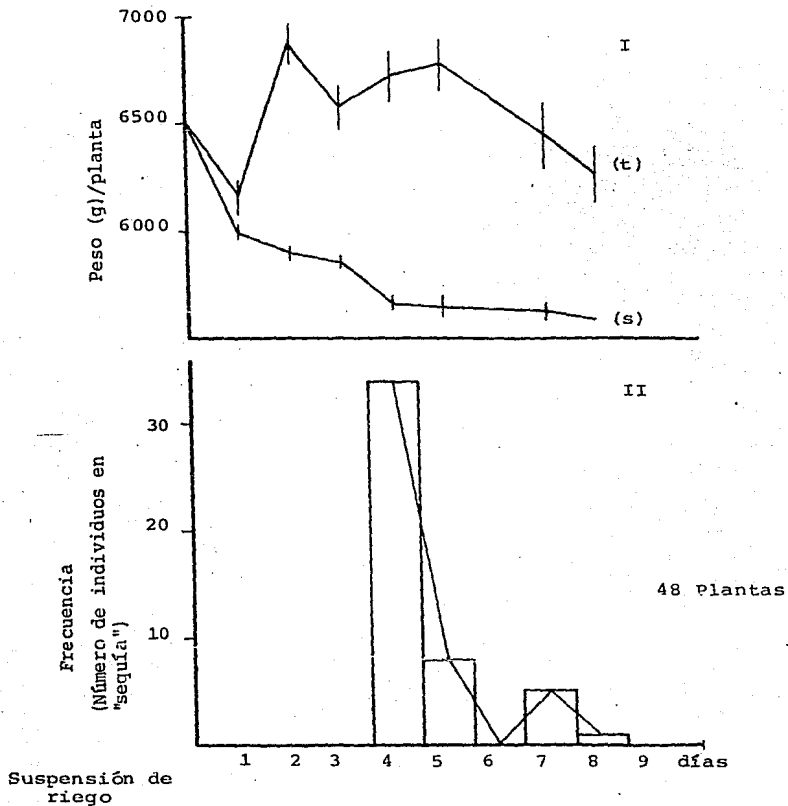 7000
6500
6000
Peso (g)/planta
I
(t)
(s)
II
30
20
10
Frecuencia
(Número de individuos en
"sequía")
48 Plantas
1 2 3 4 5 6 7 8 9 días
Suspensión de
riego